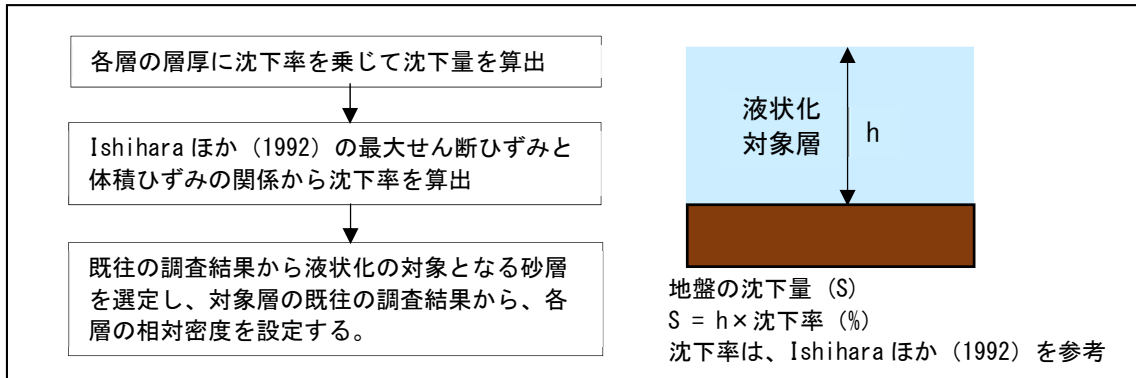 各層の層厚に沈下率を乗じて沈下量を算出
Ishihara ほか（1992）の最大せん断ひずみと
体積ひずみの関係から沈下率を算出
既往の調査結果から液状化の対象となる砂層
を選定し、対象層の既往の調査結果から、各
層の相対密度を設定する。
液状化
対象層
h
地盤の沈下量（S）
S = h×沈下率（%）
沈下率は、Ishihara ほか（1992）を参考